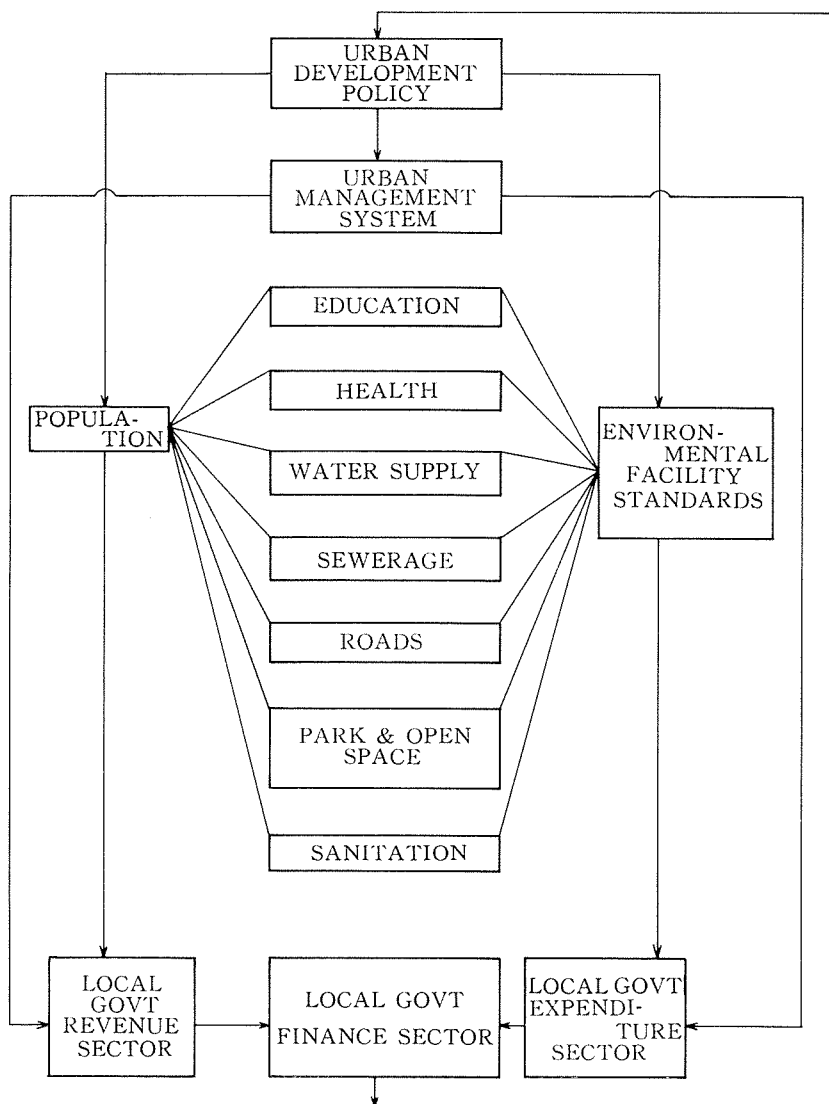 URBAN
DEVELOPMENT
POLICY
URBAN
MANAGEMENT
SYSTEM
EDUCATION
HEALTH
POPULA-
TION
WATER SUPPLY
ENVIRON-
MENTAL
FACILITY
STANDARDS
SEWERAGE
ROADS
PARK & OPEN
SPACE
SANITATION
LOCAL
GOVT
REVENUE
SECTOR
LOCAL GOVT
FINANCE SECTOR
LOCAL GOVT
EXPENDI-
TURE
SECTOR